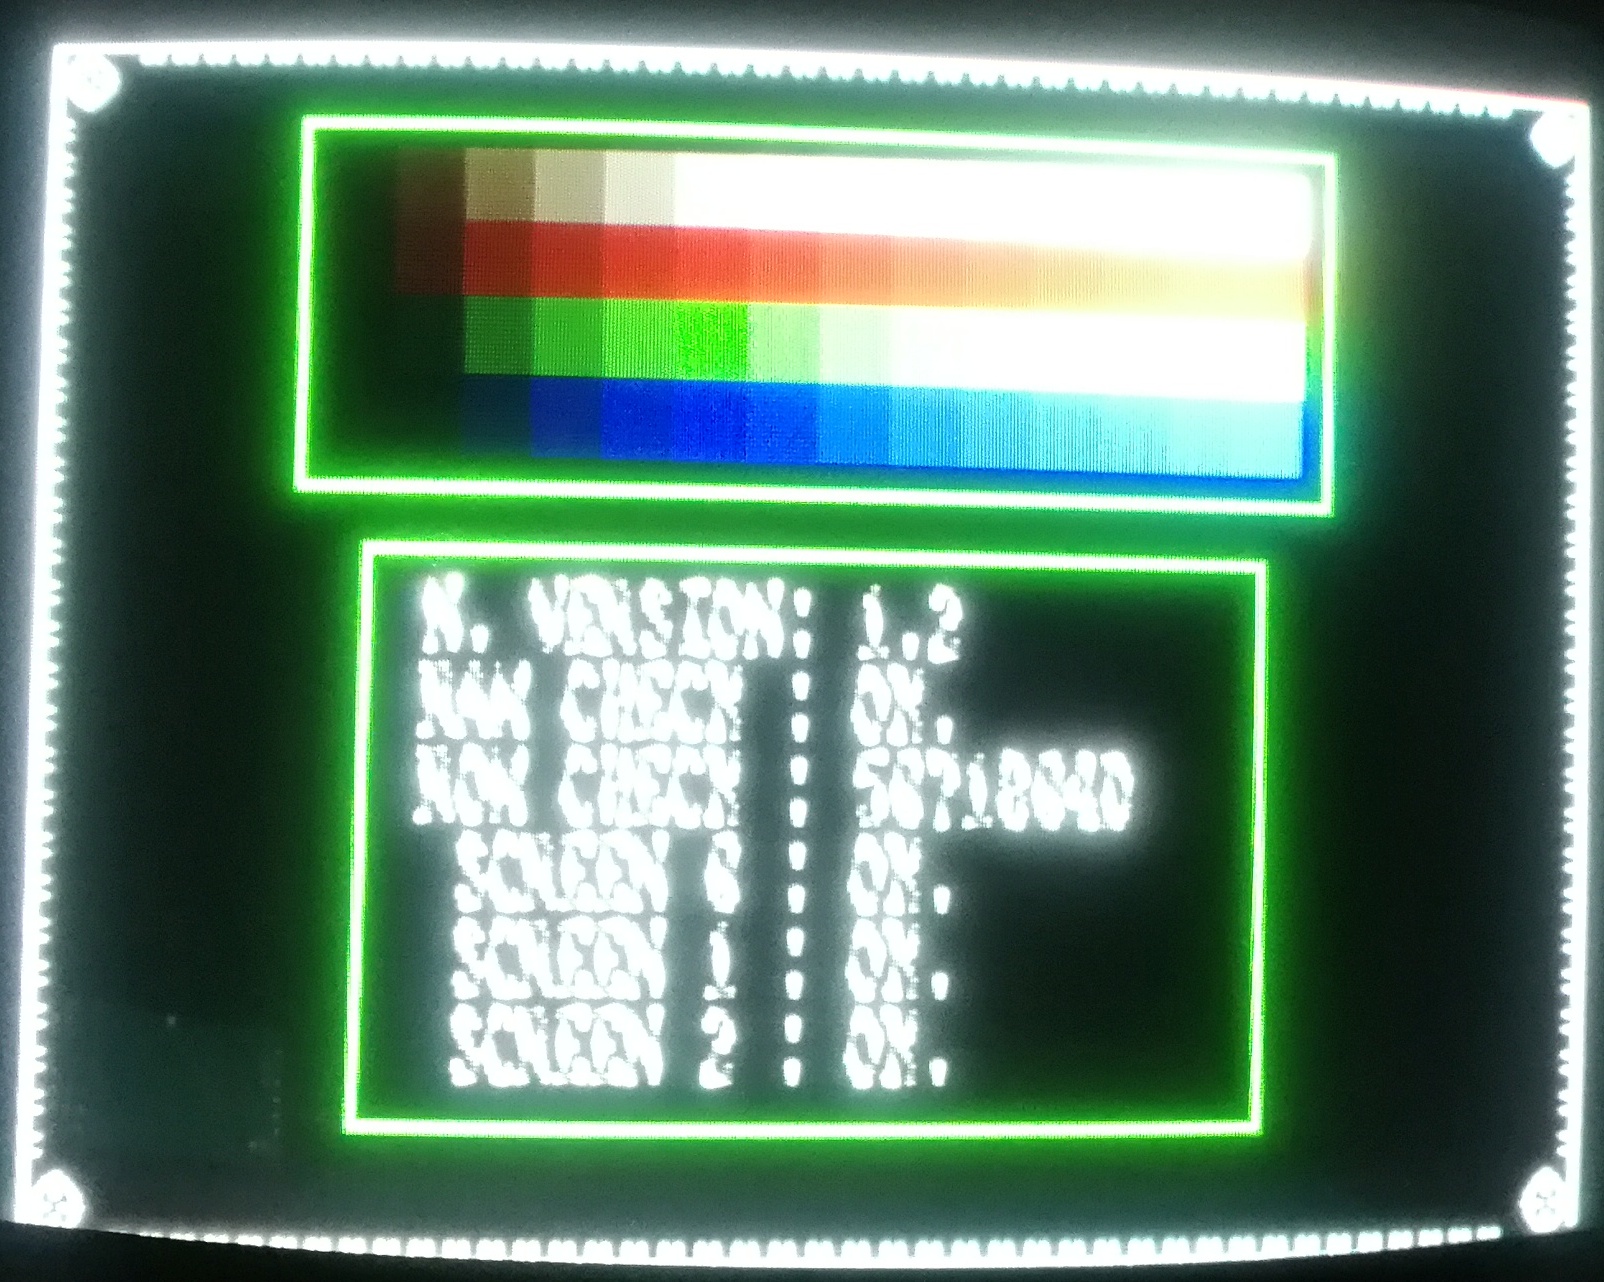 N. VERSION: 1.2
RAM CHECK : OK.
ROM CHECK :
SCREEN 0 : OK.
SCREEN 1 : OK.
SCREEN 2 : OK.